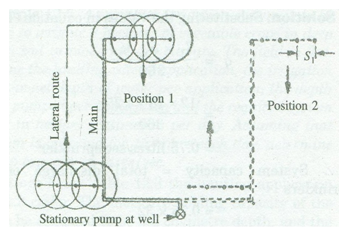 S₁
Position 1
Position 2
Lateral route
Main
Stationary pump at well